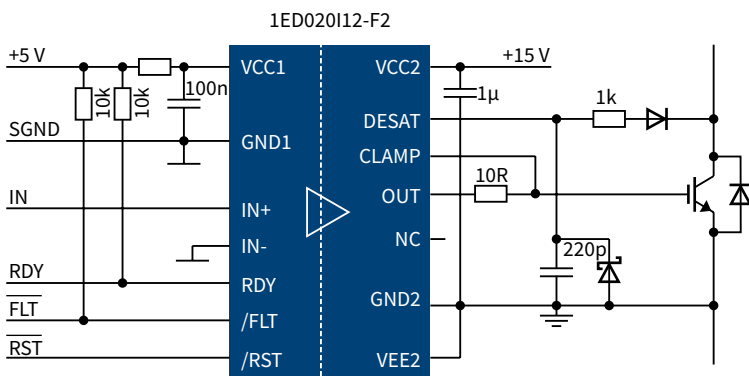 1ED020I12-F2
+5 V
VCC1
VCC2
+15 V
10k
10k
100n
1µ
1k
SGND
GND1
DESAT
CLAMP
10R
IN
IN+
OUT
IN-
NC
220p
RDY
RDY
GND2
FLT
/FLT
RST
/RST
VEE2